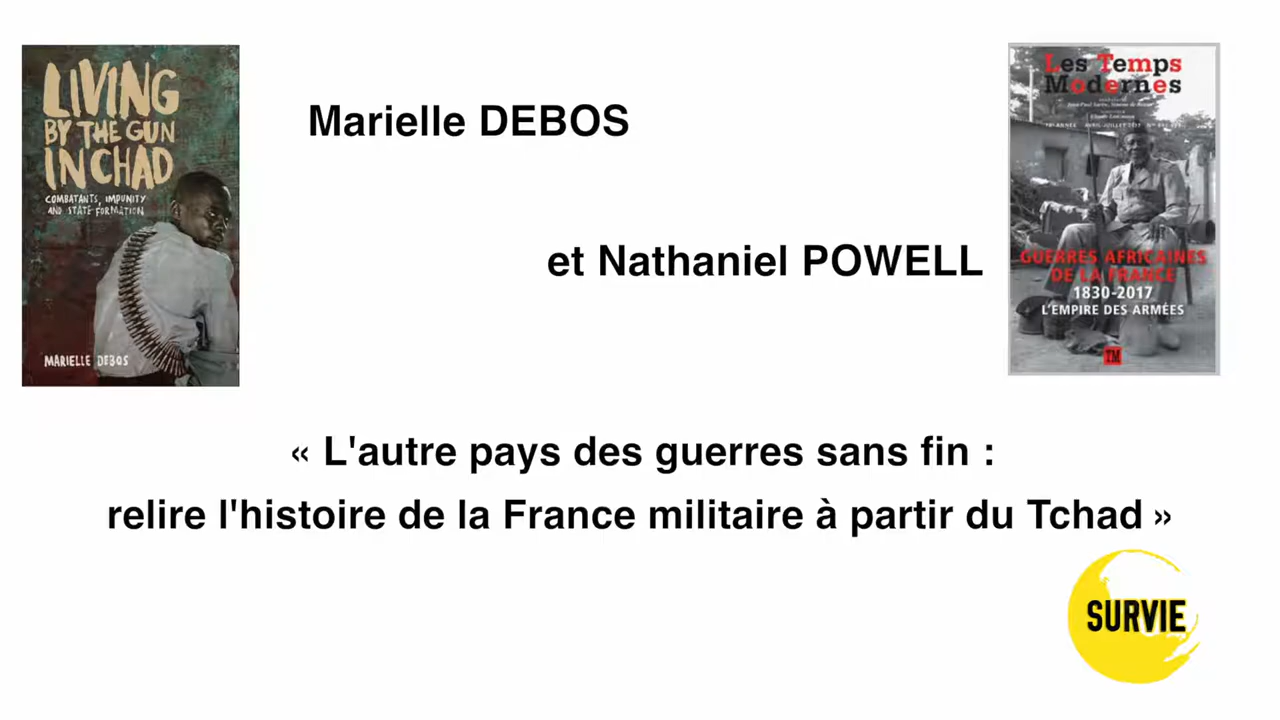 LIVING
BY THE GUN
IN CHAD
COMBATANTS, IMPUNITY
AND STATE FORMATION
MARIELLE DEBOS
Marielle DEBOS
et Nathaniel POWELL
Les Temps
Modernes
GUERRES AFRICAINES
DE LA FRANCE
1830-2017
L'EMPIRE DES ARMÉES
TM
« L'autre pays des guerres sans fin :
relire l'histoire de la France militaire à partir du Tchad »
SURVIE